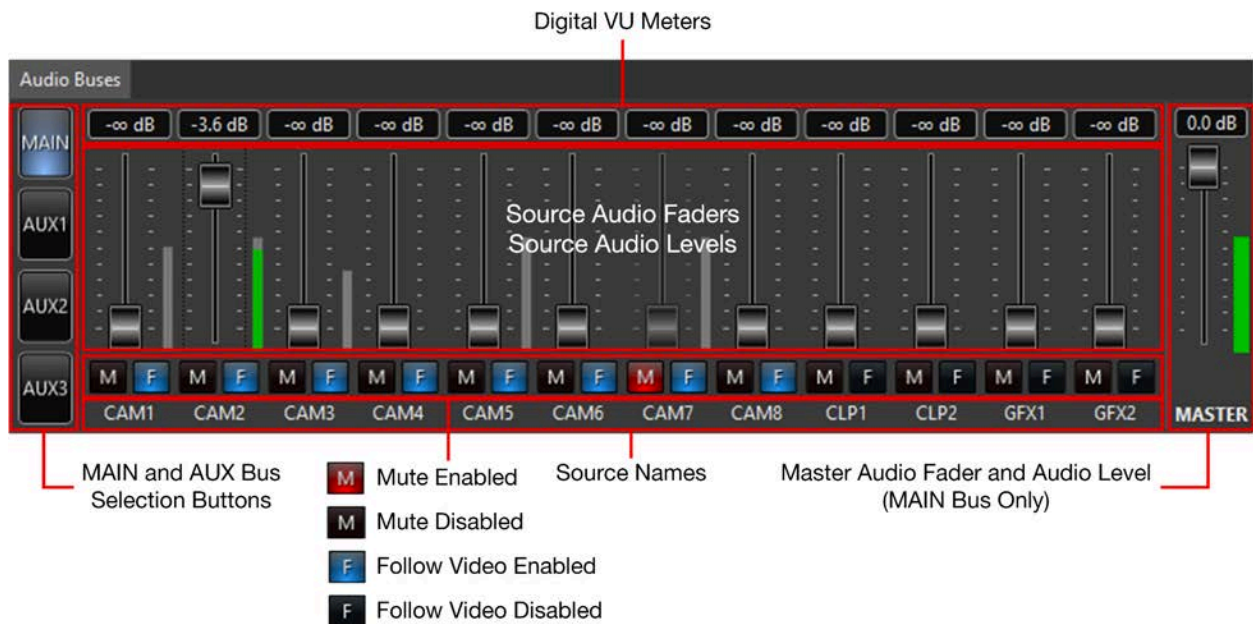 Digital VU Meters
Audio Buses
MAIN
-∞ dB -3.6 dB -∞ dB -∞ dB -∞ dB -∞ dB -∞ dB -∞ dB -∞ dB -∞ dB -∞ dB -∞ dB 0.0 dB
AUX1
Source Audio Faders
Source Audio Levels
AUX2
AUX3
M F M F M F M F M F M F M F M F M F M F M F M F
CAM1 CAM2 CAM3 CAM4 CAM5 CAM6 CAM7 CAM8 CLP1 CLP2 GFX1 GFX2 MASTER
MAIN and AUX Bus
Selection Buttons
M Mute Enabled
M Mute Disabled
F Follow Video Enabled
F Follow Video Disabled
Source Names
Master Audio Fader and Audio Level
(MAIN Bus Only)